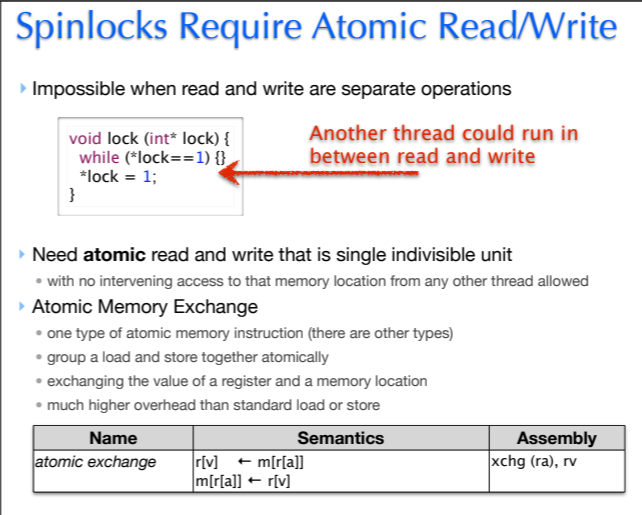 Spinlocks Require Atomic Read/Write
‣ Impossible when read and write are separate operations
void lock (int* lock) {
while (*lock==1) {}
*lock = 1;
}
Another thread could run in
between read and write
‣ Need atomic read and write that is single indivisible unit
• with no intervening access to that memory location from any other thread allowed
‣ Atomic Memory Exchange
• one type of atomic memory instruction (there are other types)
• group a load and store together atomically
• exchanging the value of a register and a memory location
• much higher overhead than standard load or store
Name Semantics Assembly
atomic exchange r[v] ← m[r[a]] xchg (ra), rv
m[r[a]] ← r[v]